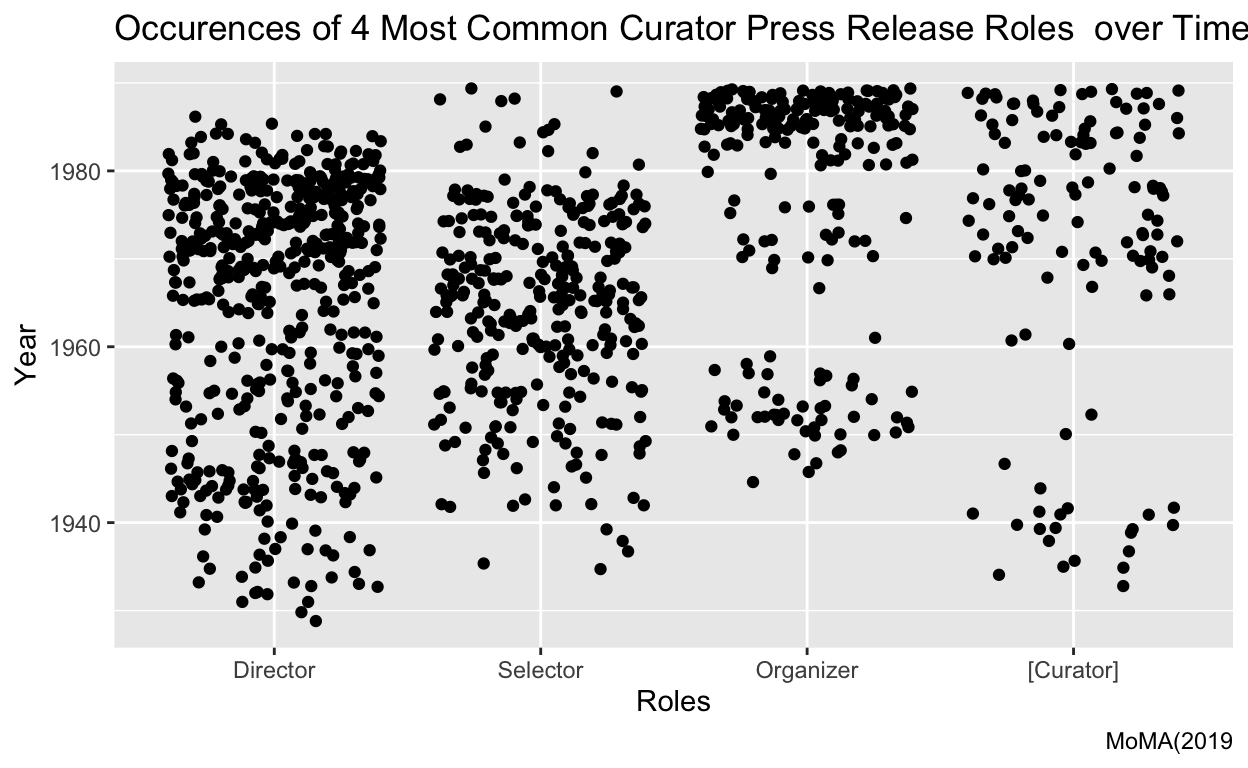 Occurences of 4 Most Common Curator Press Release Roles  over Time
Year
1980
1960
1940
Director Selector Organizer [Curator]
Roles
MoMA(2019